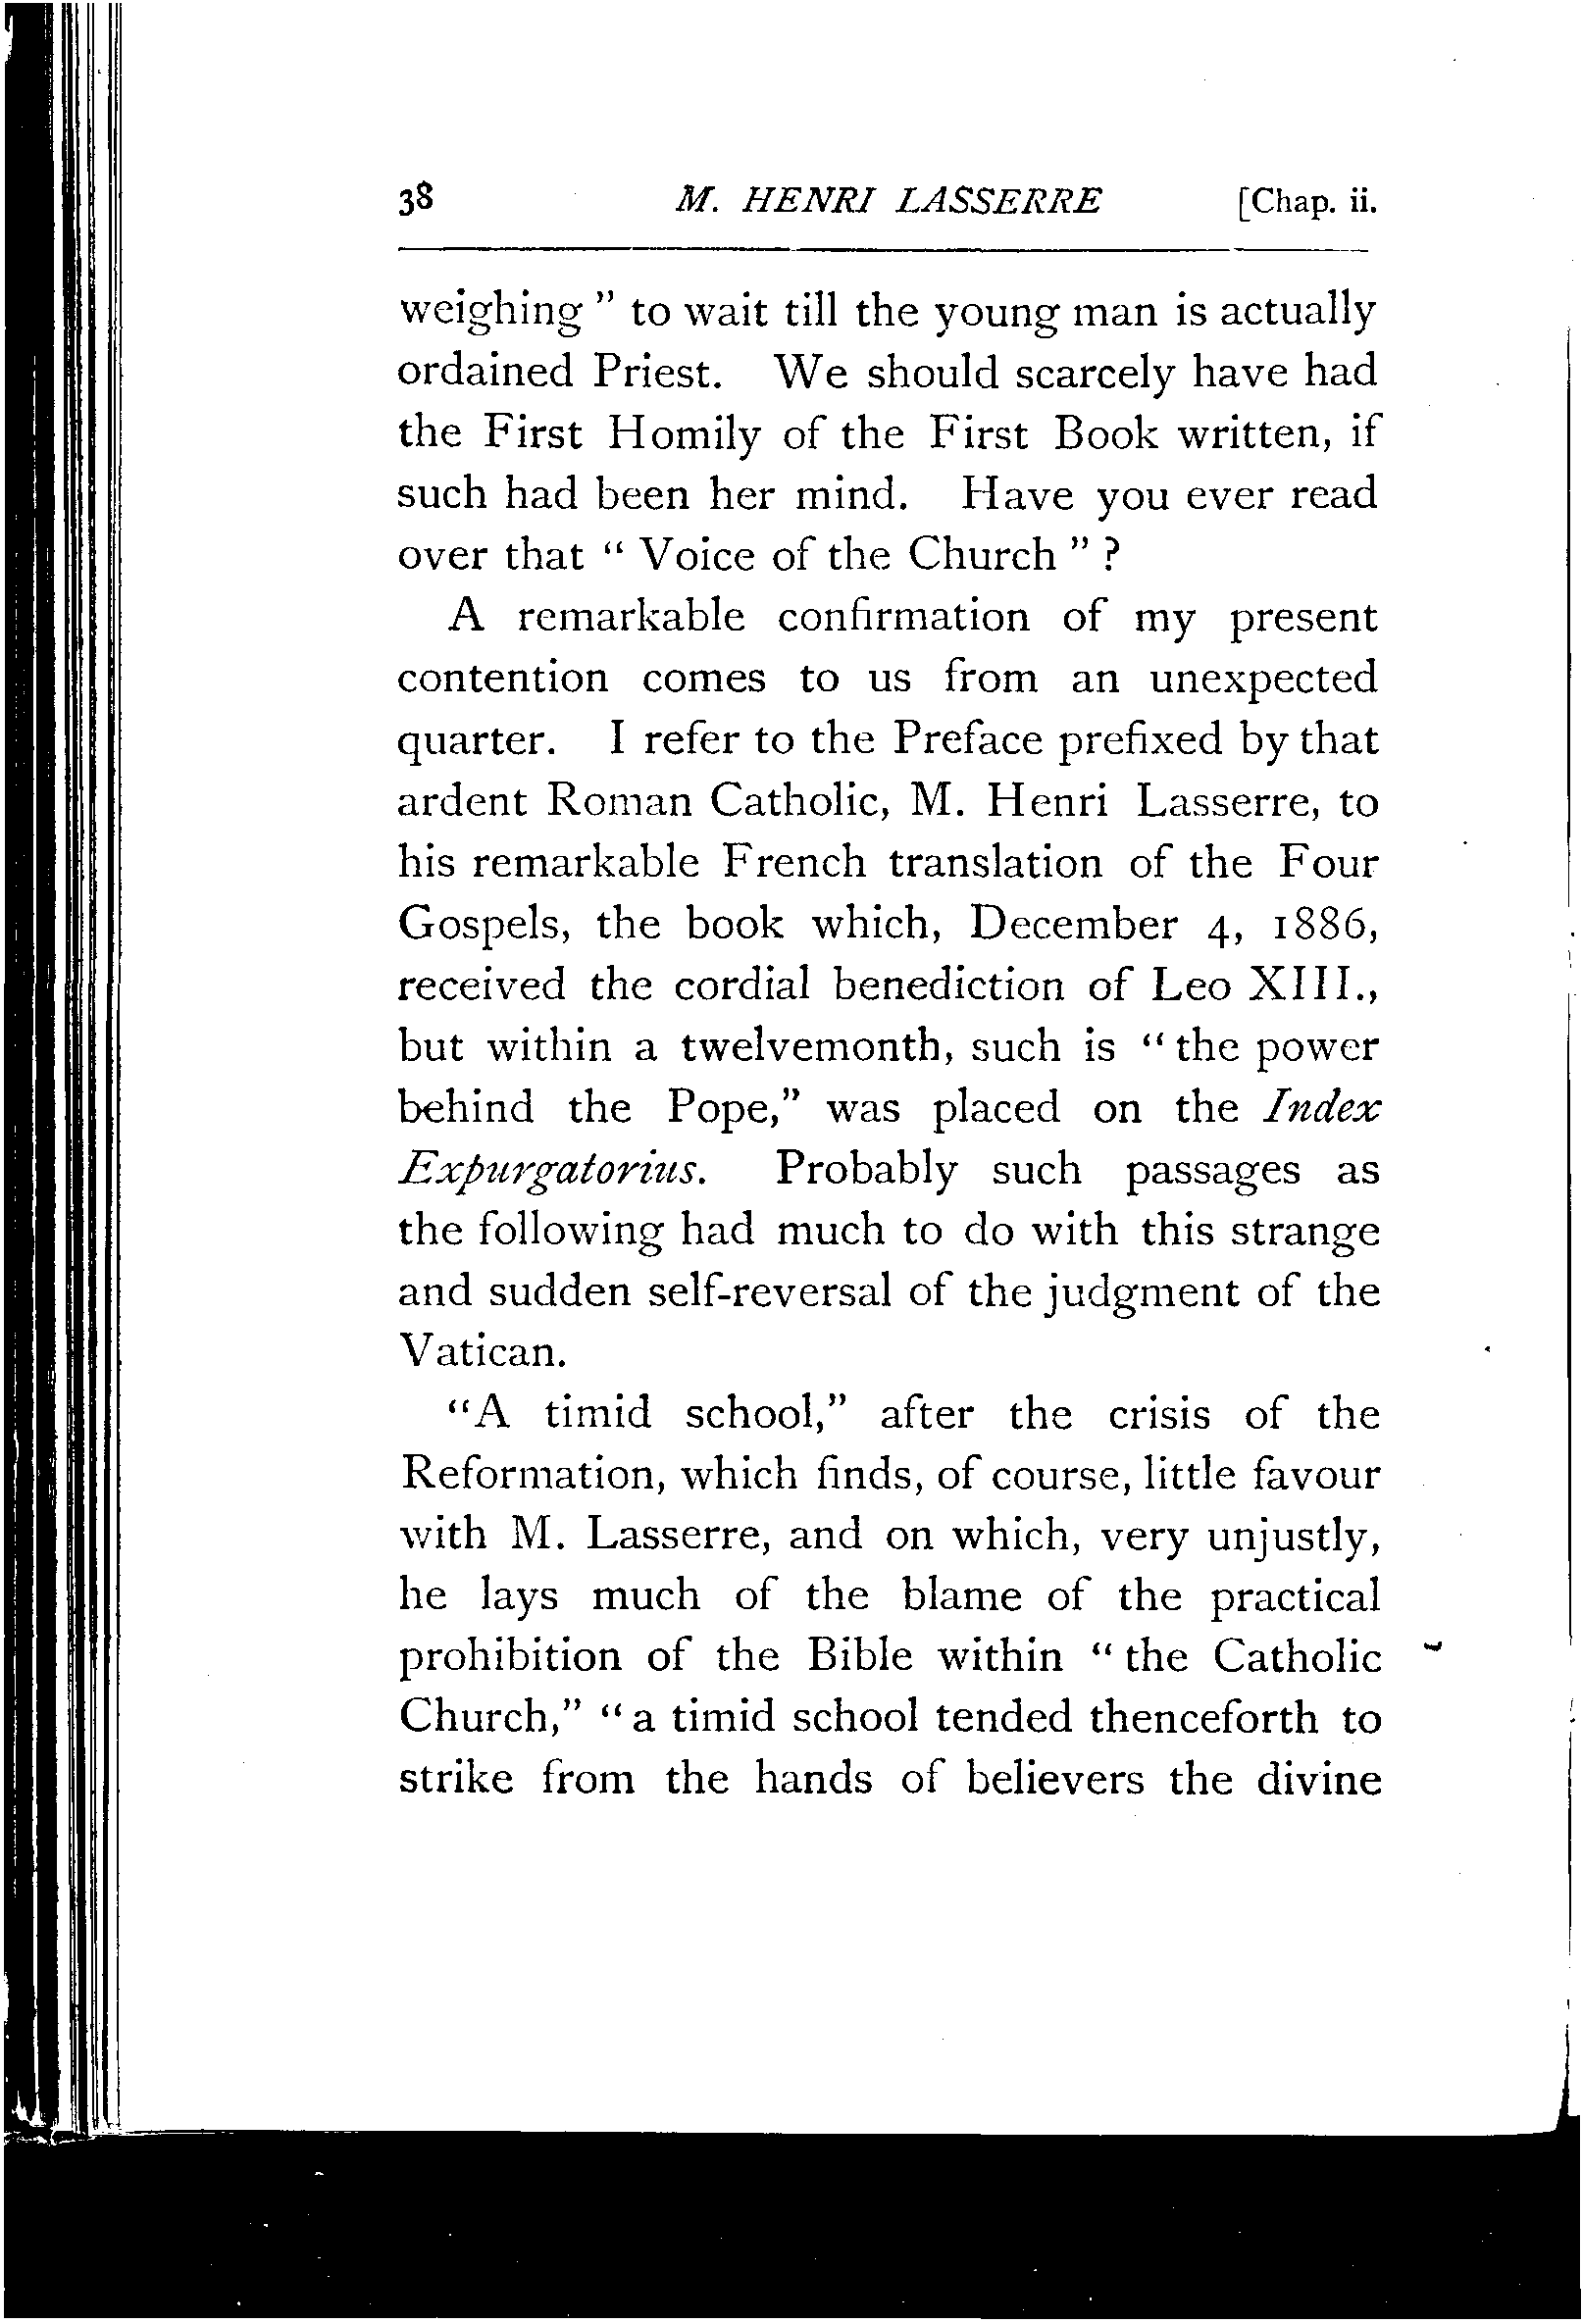 38 M. HENRI LASSERRE [Chap. ii.
weighing " to wait till the young man is actually
ordained Priest. We should scarcely have had
the First Homily of the First Book written, if
such had been her mind. Have you ever read
over that " Voice of the Church " ?
A remarkable confirmation of my present
contention comes to us from an unexpected
quarter. I refer to the Preface prefixed by that
ardent Roman Catholic, M. Henri Lasserre, to
his remarkable French translation of the Four
Gospels, the book which, December 4, 1886,
received the cordial benediction of Leo XIII.,
but within a twelvemonth, such is " the power
behind the Pope," was placed on the Index
Expurgatorius. Probably such passages as
the following had much to do with this strange
and sudden self-reversal of the judgment of the
Vatican.
"A timid school," after the crisis of the
Reformation, which finds, of course, little favour
with M. Lasserre, and on which, very unjustly,
he lays much of the blame of the practical
prohibition of the Bible within " the Catholic
Church," " a timid school tended thenceforth to
strike from the hands of believers the divine